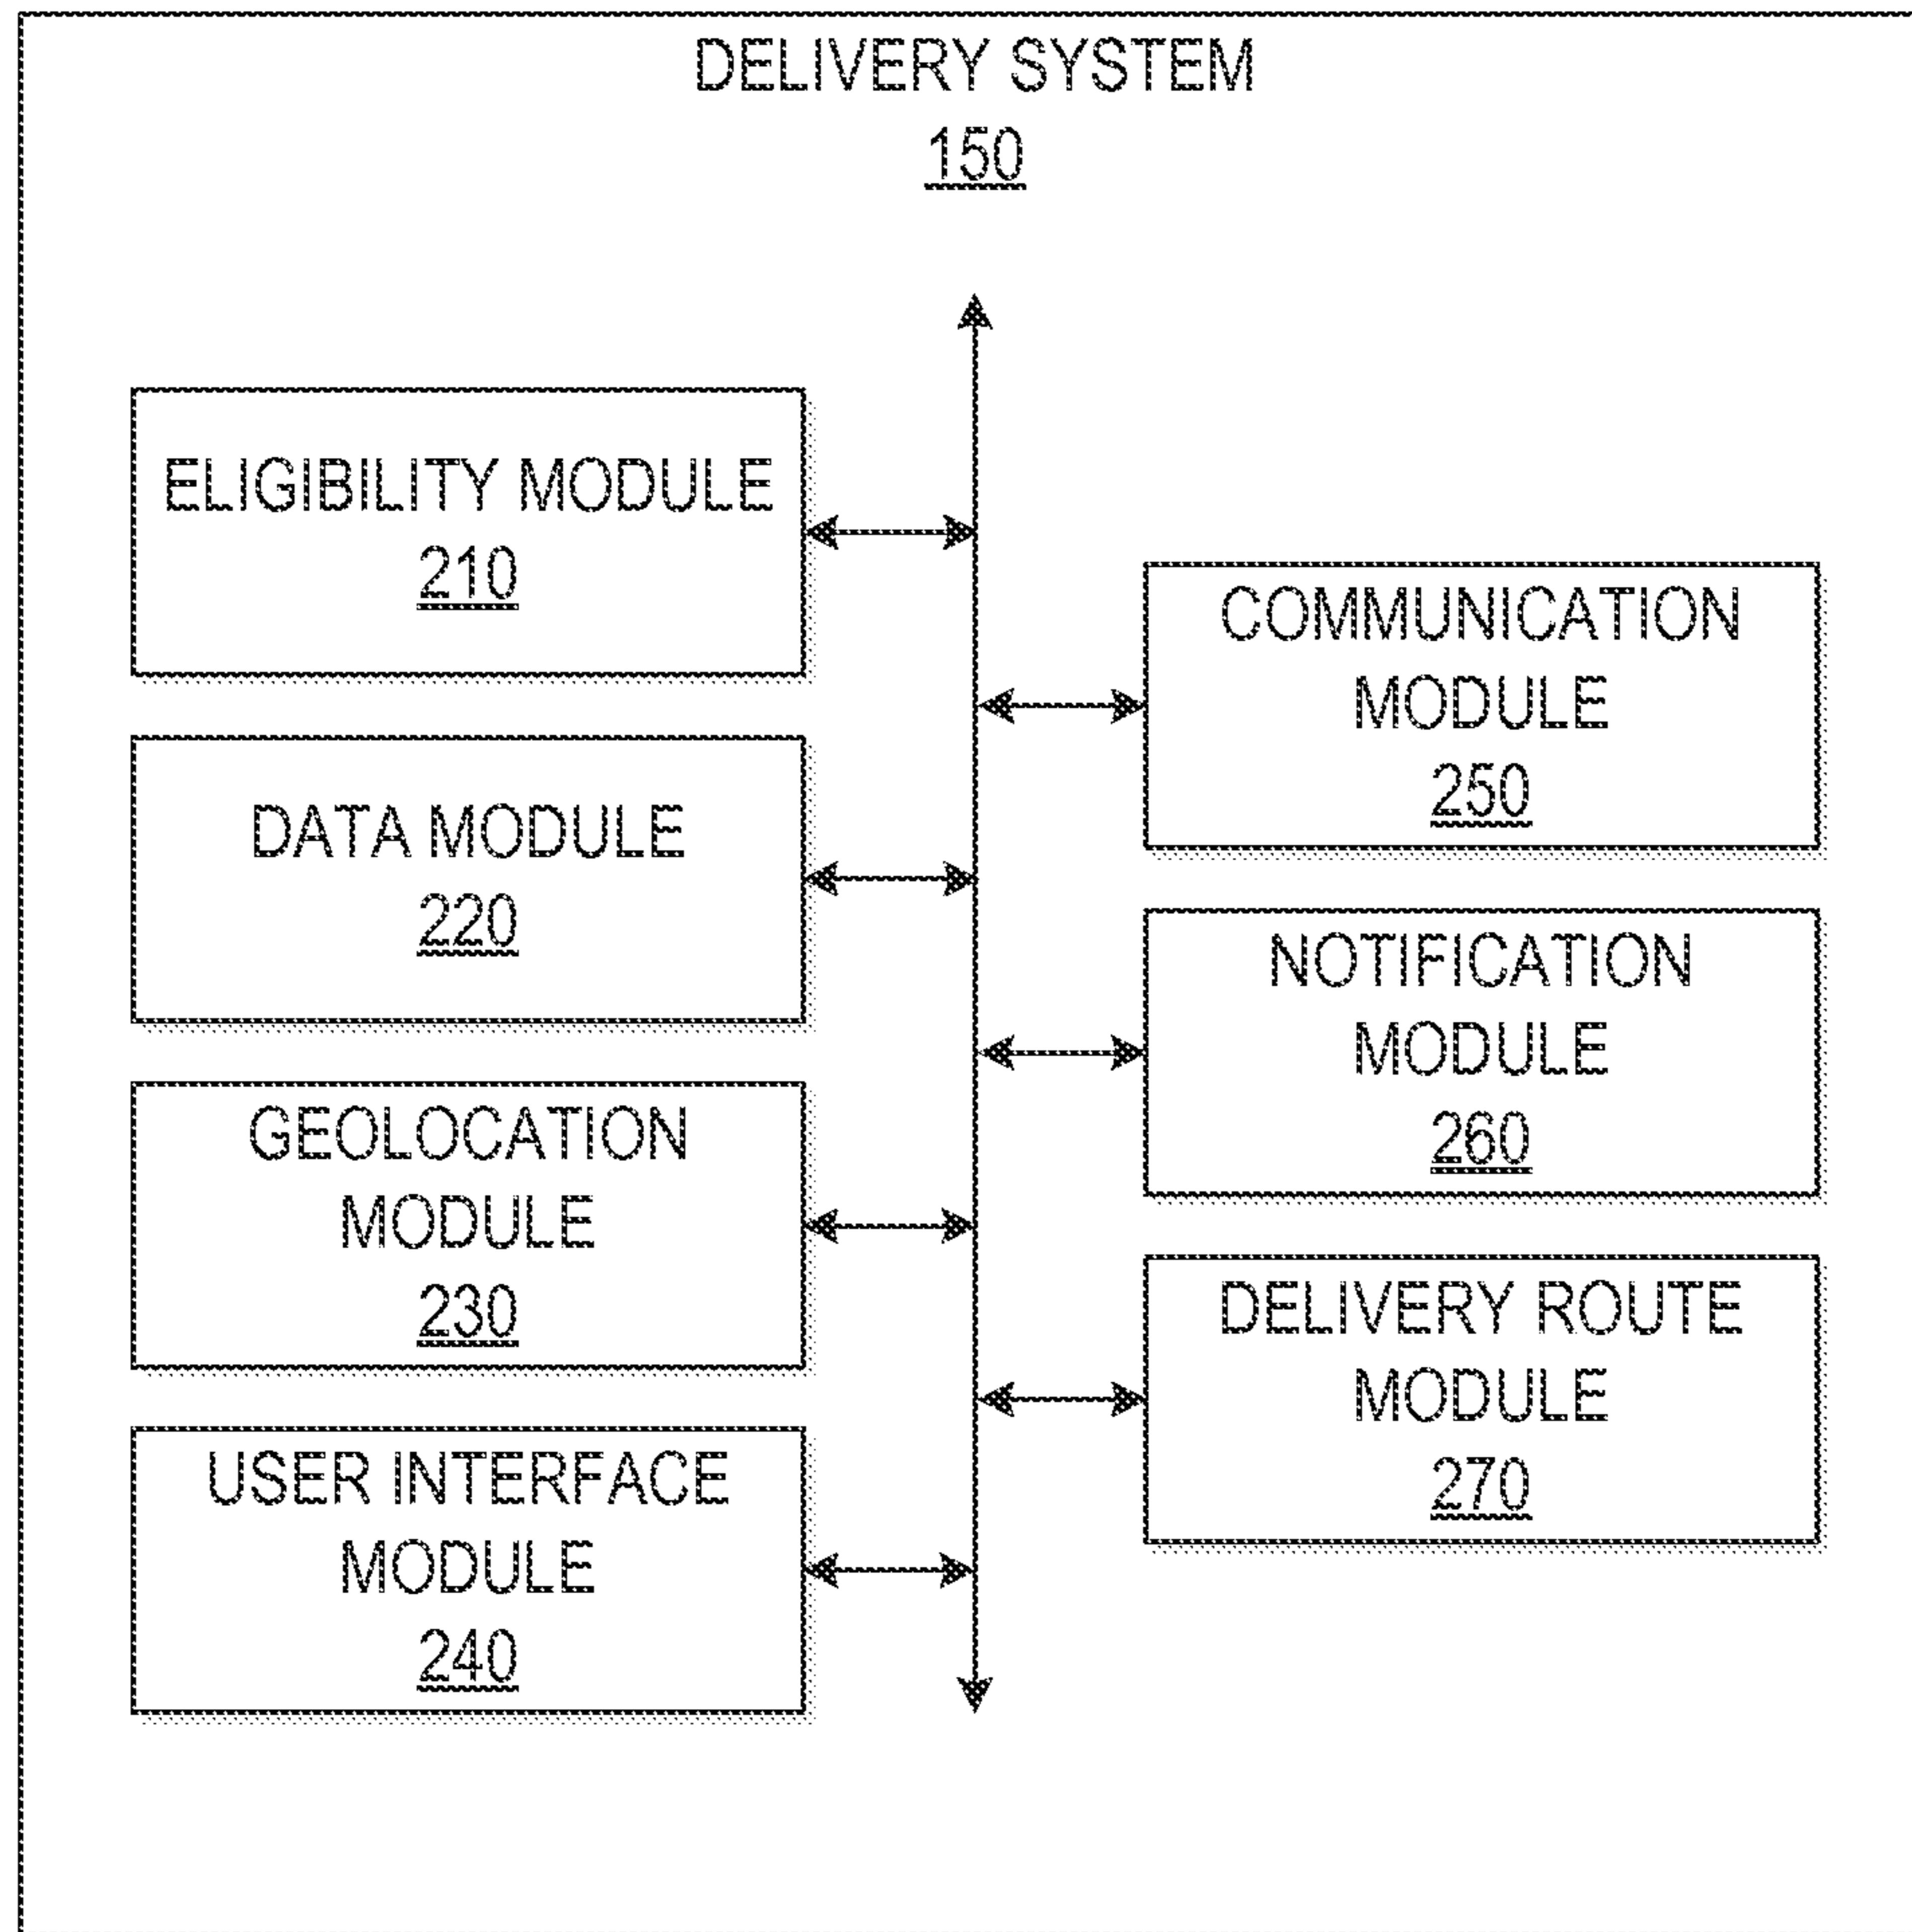 DELIVERY SYSTEM
150
ELIGIBILITY MODULE
210
DATA MODULE
220
GEOLOCATION
MODULE
230
USER INTERFACE
MODULE
240
COMMUNICATION
MODULE
250
NOTIFICATION
MODULE
260
DELIVERY ROUTE
MODULE
270